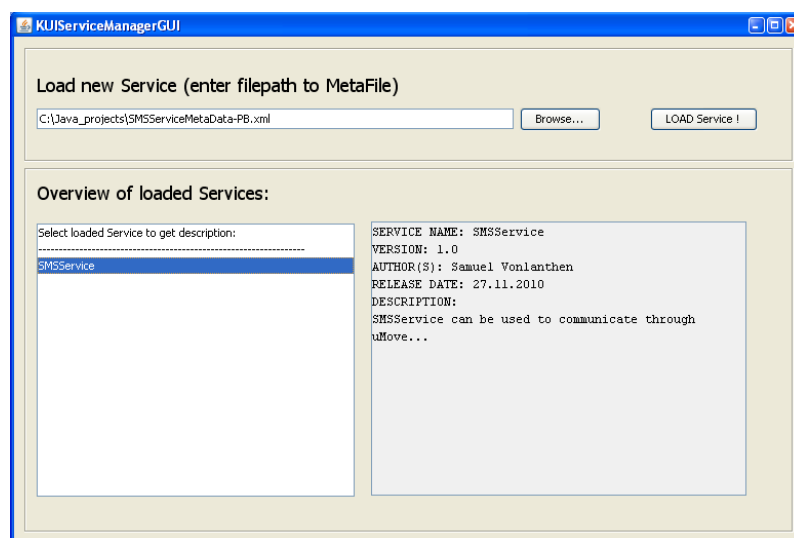 KUIServiceManagerGUI
Load new Service (enter filepath to MetaFile)
C:\Java_projects\SMSServiceMetaData-PB.xml
Browse...
LOAD Service !
Overview of loaded Services:
Select loaded Service to get description:
------------------------------------------------------------------
SMSService
SERVICE NAME: SMSService
VERSION: 1.0
AUTHOR(S): Samuel Vonlanthen
RELEASE DATE: 27.11.2010
DESCRIPTION:
SMSService can be used to communicate through
uMove...